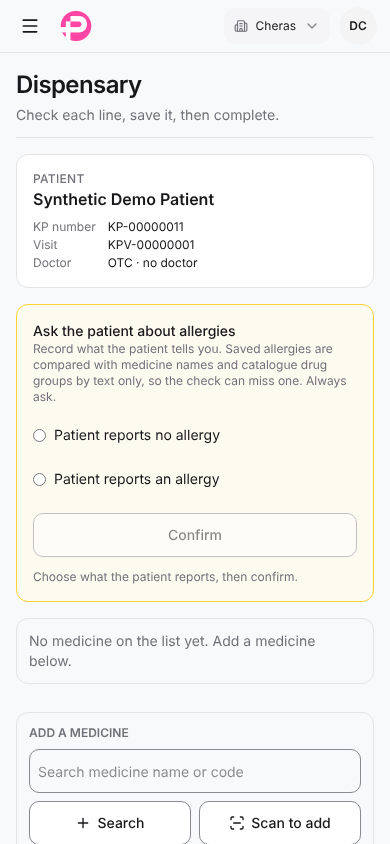 Cheras
DC
Dispensary
Check each line, save it, then complete.
PATIENT
Synthetic Demo Patient
KP number KP-00000011
Visit KPV-00000001
Doctor OTC · no doctor
Ask the patient about allergies
Record what the patient tells you. Saved allergies are
compared with medicine names and catalogue drug
groups by text only, so the check can miss one. Always
ask.
Patient reports no allergy
Patient reports an allergy
Confirm
Choose what the patient reports, then confirm.
No medicine on the list yet. Add a medicine
below.
ADD A MEDICINE
Search medicine name or code
Search
Scan to add